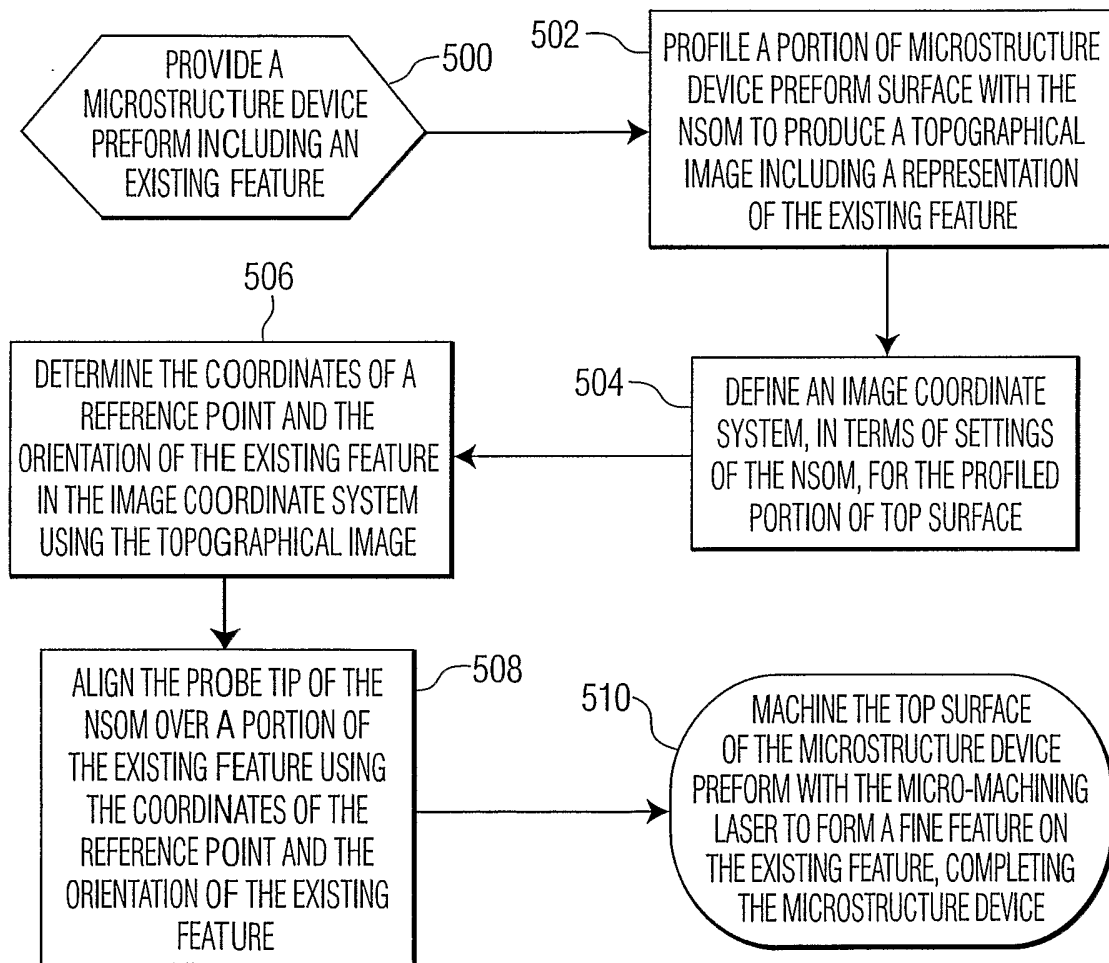 500
PROVIDE A
MICROSTRUCTURE DEVICE
PREFORM INCLUDING AN
EXISTING FEATURE
502
PROFILE A PORTION OF MICROSTRUCTURE
DEVICE PREFORM SURFACE WITH THE
NSOM TO PRODUCE A TOPOGRAPHICAL
IMAGE INCLUDING A REPRESENTATION
OF THE EXISTING FEATURE
504
DEFINE AN IMAGE COORDINATE
SYSTEM, IN TERMS OF SETTINGS
OF THE NSOM, FOR THE PROFILED
PORTION OF TOP SURFACE
506
DETERMINE THE COORDINATES OF A
REFERENCE POINT AND THE
ORIENTATION OF THE EXISTING FEATURE
IN THE IMAGE COORDINATE SYSTEM
USING THE TOPOGRAPHICAL IMAGE
508
ALIGN THE PROBE TIP OF THE
NSOM OVER A PORTION OF
THE EXISTING FEATURE USING
THE COORDINATES OF THE
REFERENCE POINT AND THE
ORIENTATION OF THE EXISTING
FEATURE
510
MACHINE THE TOP SURFACE
OF THE MICROSTRUCTURE DEVICE
PREFORM WITH THE MICRO-MACHINING
LASER TO FORM A FINE FEATURE ON
THE EXISTING FEATURE, COMPLETING
THE MICROSTRUCTURE DEVICE